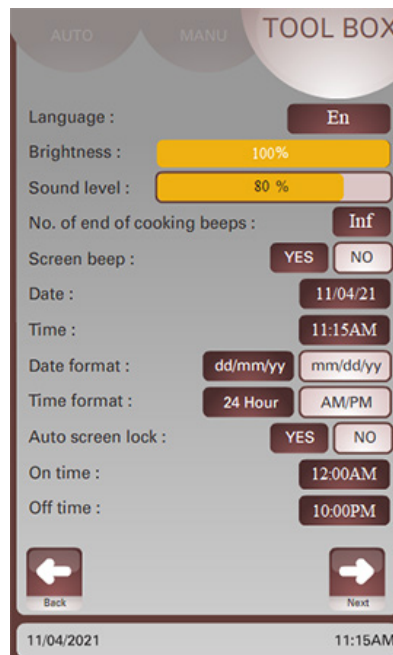 AUTO MANU TOOL BOX
Language : En
Brightness : 100%
Sound level : 80 %
No. of end of cooking beeps : Inf
Screen beep : YES NO
Date : 11/04/21
Time : 11:15AM
Date format : dd/mm/yy mm/dd/yy
Time format : 24 Hour AM/PM
Auto screen lock : YES NO
On time : 12:00AM
Off time : 10:00PM
Back Next
11/04/2021 11:15AM